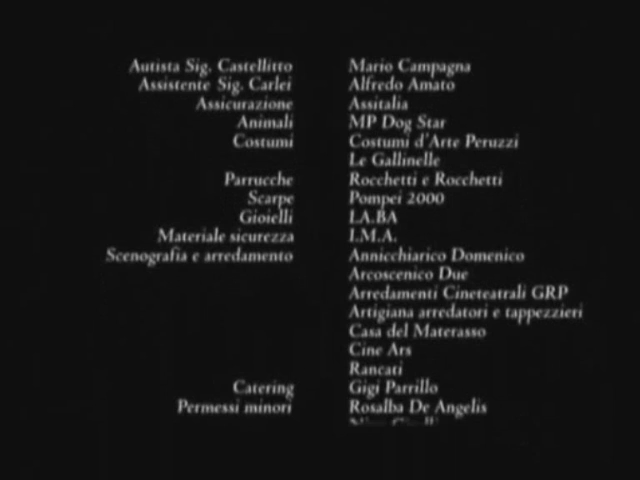 Autista Sig. Castellitto Mario Campagna
Assistente Sig. Carlei Alfredo Amato
Assicurazione Assitalia
Animali MP Dog Star
Costumi Costumi d'Arte Peruzzi
Le Gallinelle
Parrucche Rocchetti e Rocchetti
Scarpe Pompei 2000
Gioielli I.A.BA
Materiale sicurezza I.M.A.
Scenografia e arredamento Annicchiarico Domenico
Arcoscenico Due
Arredamenti Cineteatrali GRP
Artigiana arredatori e tappezzieri
Casa del Materasso
Cine Ars
Rancati
Catering Gigi Parrillo
Permessi minori Rosalba De Angelis